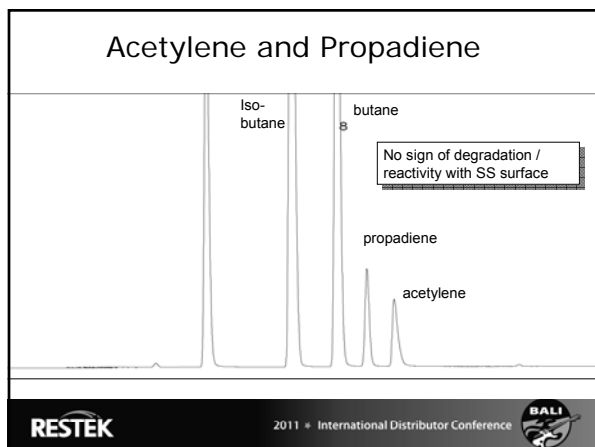 Acetylene and Propadiene
Iso-
butane
butane
8
No sign of degradation /
reactivity with SS surface
propadiene
acetylene
RESTEK
2011 * International Distributor Conference
BALI